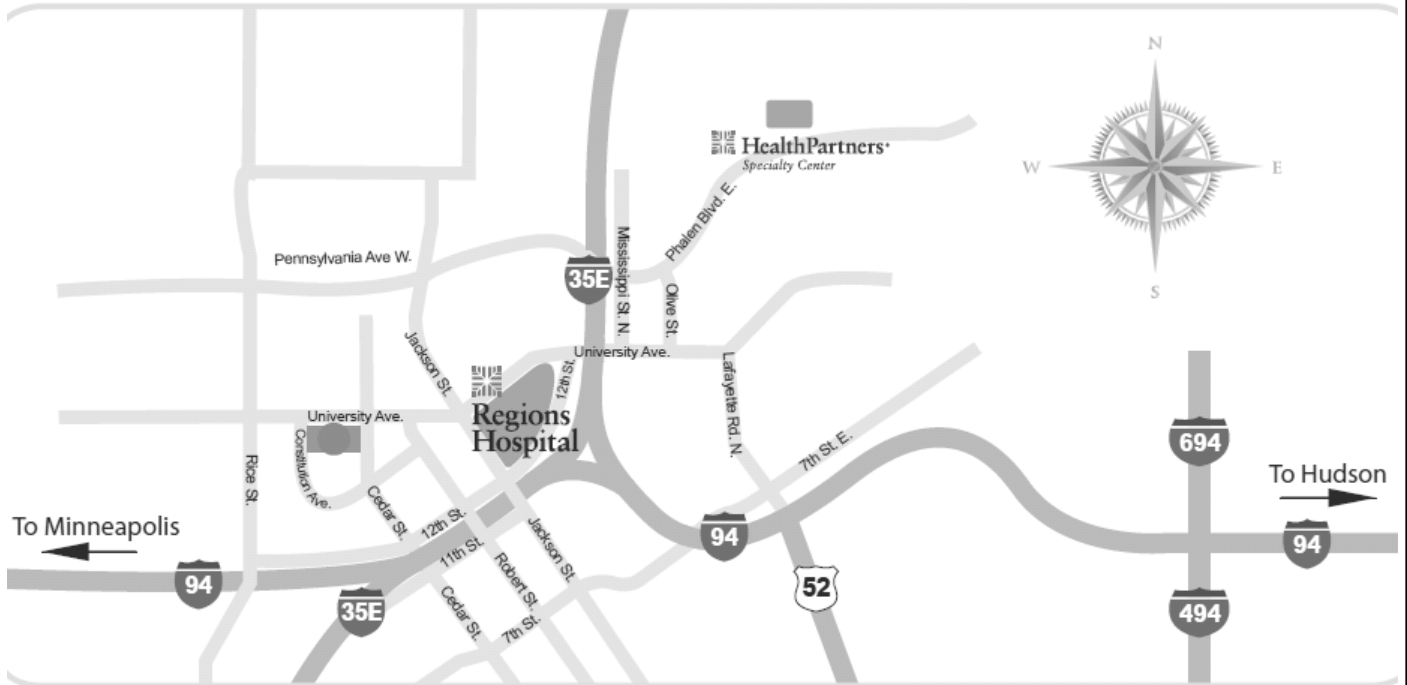 N
HealthPartners
Specialty Center
W
E
Pennsylvania Ave W.
Mississippi St. N.
Phalen Blvd. E.
35E
Olive St.
S
Jackson St.
University Ave.
12th St.
Lafayette Rd. N.
Regions
Hospital
University Ave.
Constitution Ave.
Rice St.
7th St. E.
694
To Hudson
Cedar St.
12th St.
To Minneapolis
11th St.
Jackson St.
94
94
94
Robert St.
52
35E
494
Cedar St.
7th St.